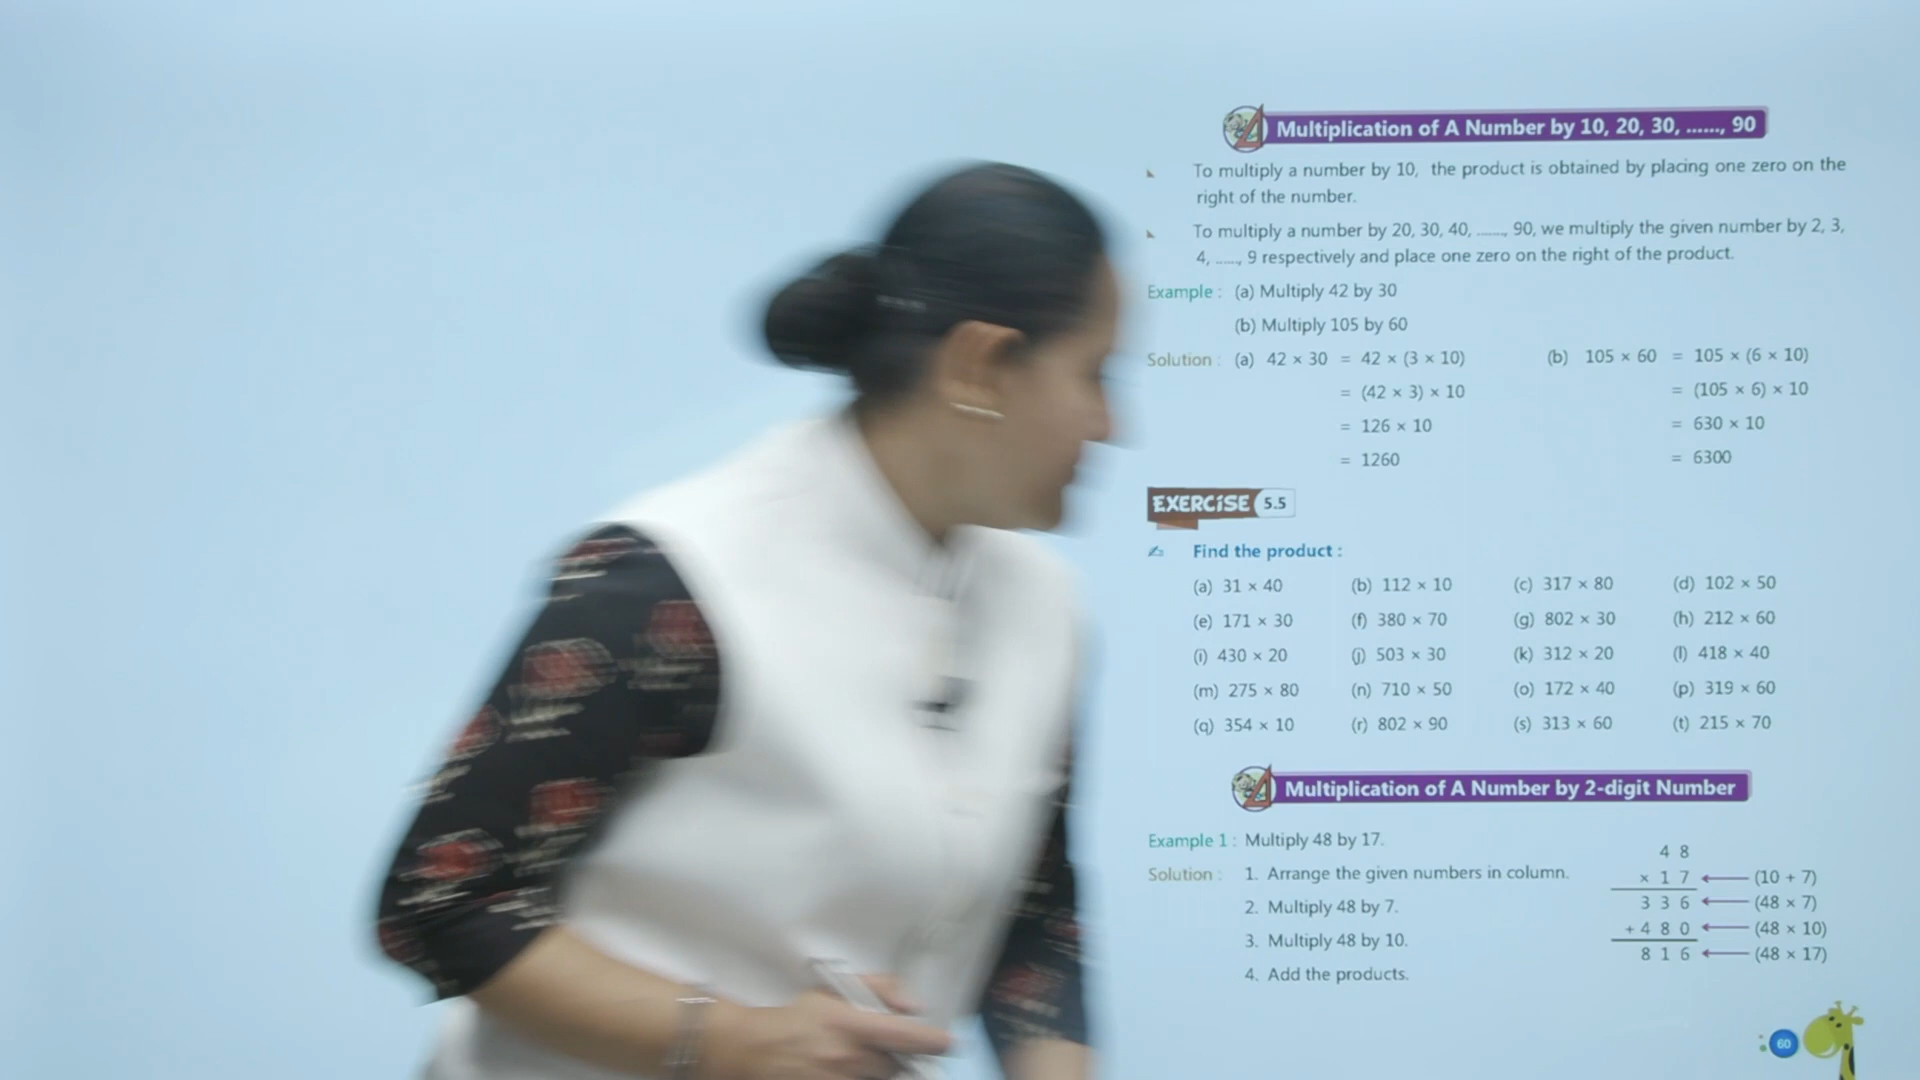 Multiplication of A Number by 10, 20, 30, ......, 90
To multiply a number by 10, the product is obtained by placing one zero on the
right of the number.
To multiply a number by 20, 30, 40, ......, 90, we multiply the given number by 2, 3,
4, ......, 9 respectively and place one zero on the right of the product.
Example : (a) Multiply 42 by 30
(b) Multiply 105 by 60
Solution : (a) 42 × 30 = 42 × (3 × 10) (b) 105 × 60 = 105 × (6 × 10)
= (42 × 3) × 10 = (105 × 6) × 10
= 126 × 10 = 630 × 10
= 1260 = 6300
EXERCISE 5.5
Find the product :
(a) 31 × 40 (b) 112 × 10 (c) 317 × 80 (d) 102 × 50
(e) 171 × 30 (f) 380 × 70 (g) 802 × 30 (h) 212 × 60
(i) 430 × 20 (j) 503 × 30 (k) 312 × 20 (l) 418 × 40
(m) 275 × 80 (n) 710 × 50 (o) 172 × 40 (p) 319 × 60
(q) 354 × 10 (r) 802 × 90 (s) 313 × 60 (t) 215 × 70
Multiplication of A Number by 2-digit Number
Example 1 : Multiply 48 by 17.
Solution : 1. Arrange the given numbers in column.
2. Multiply 48 by 7.
3. Multiply 48 by 10.
4. Add the products.
4 8
× 1 7 (10 + 7)
3 3 6 (48 × 7)
+ 4 8 0 (48 × 10)
8 1 6 (48 × 17)
60